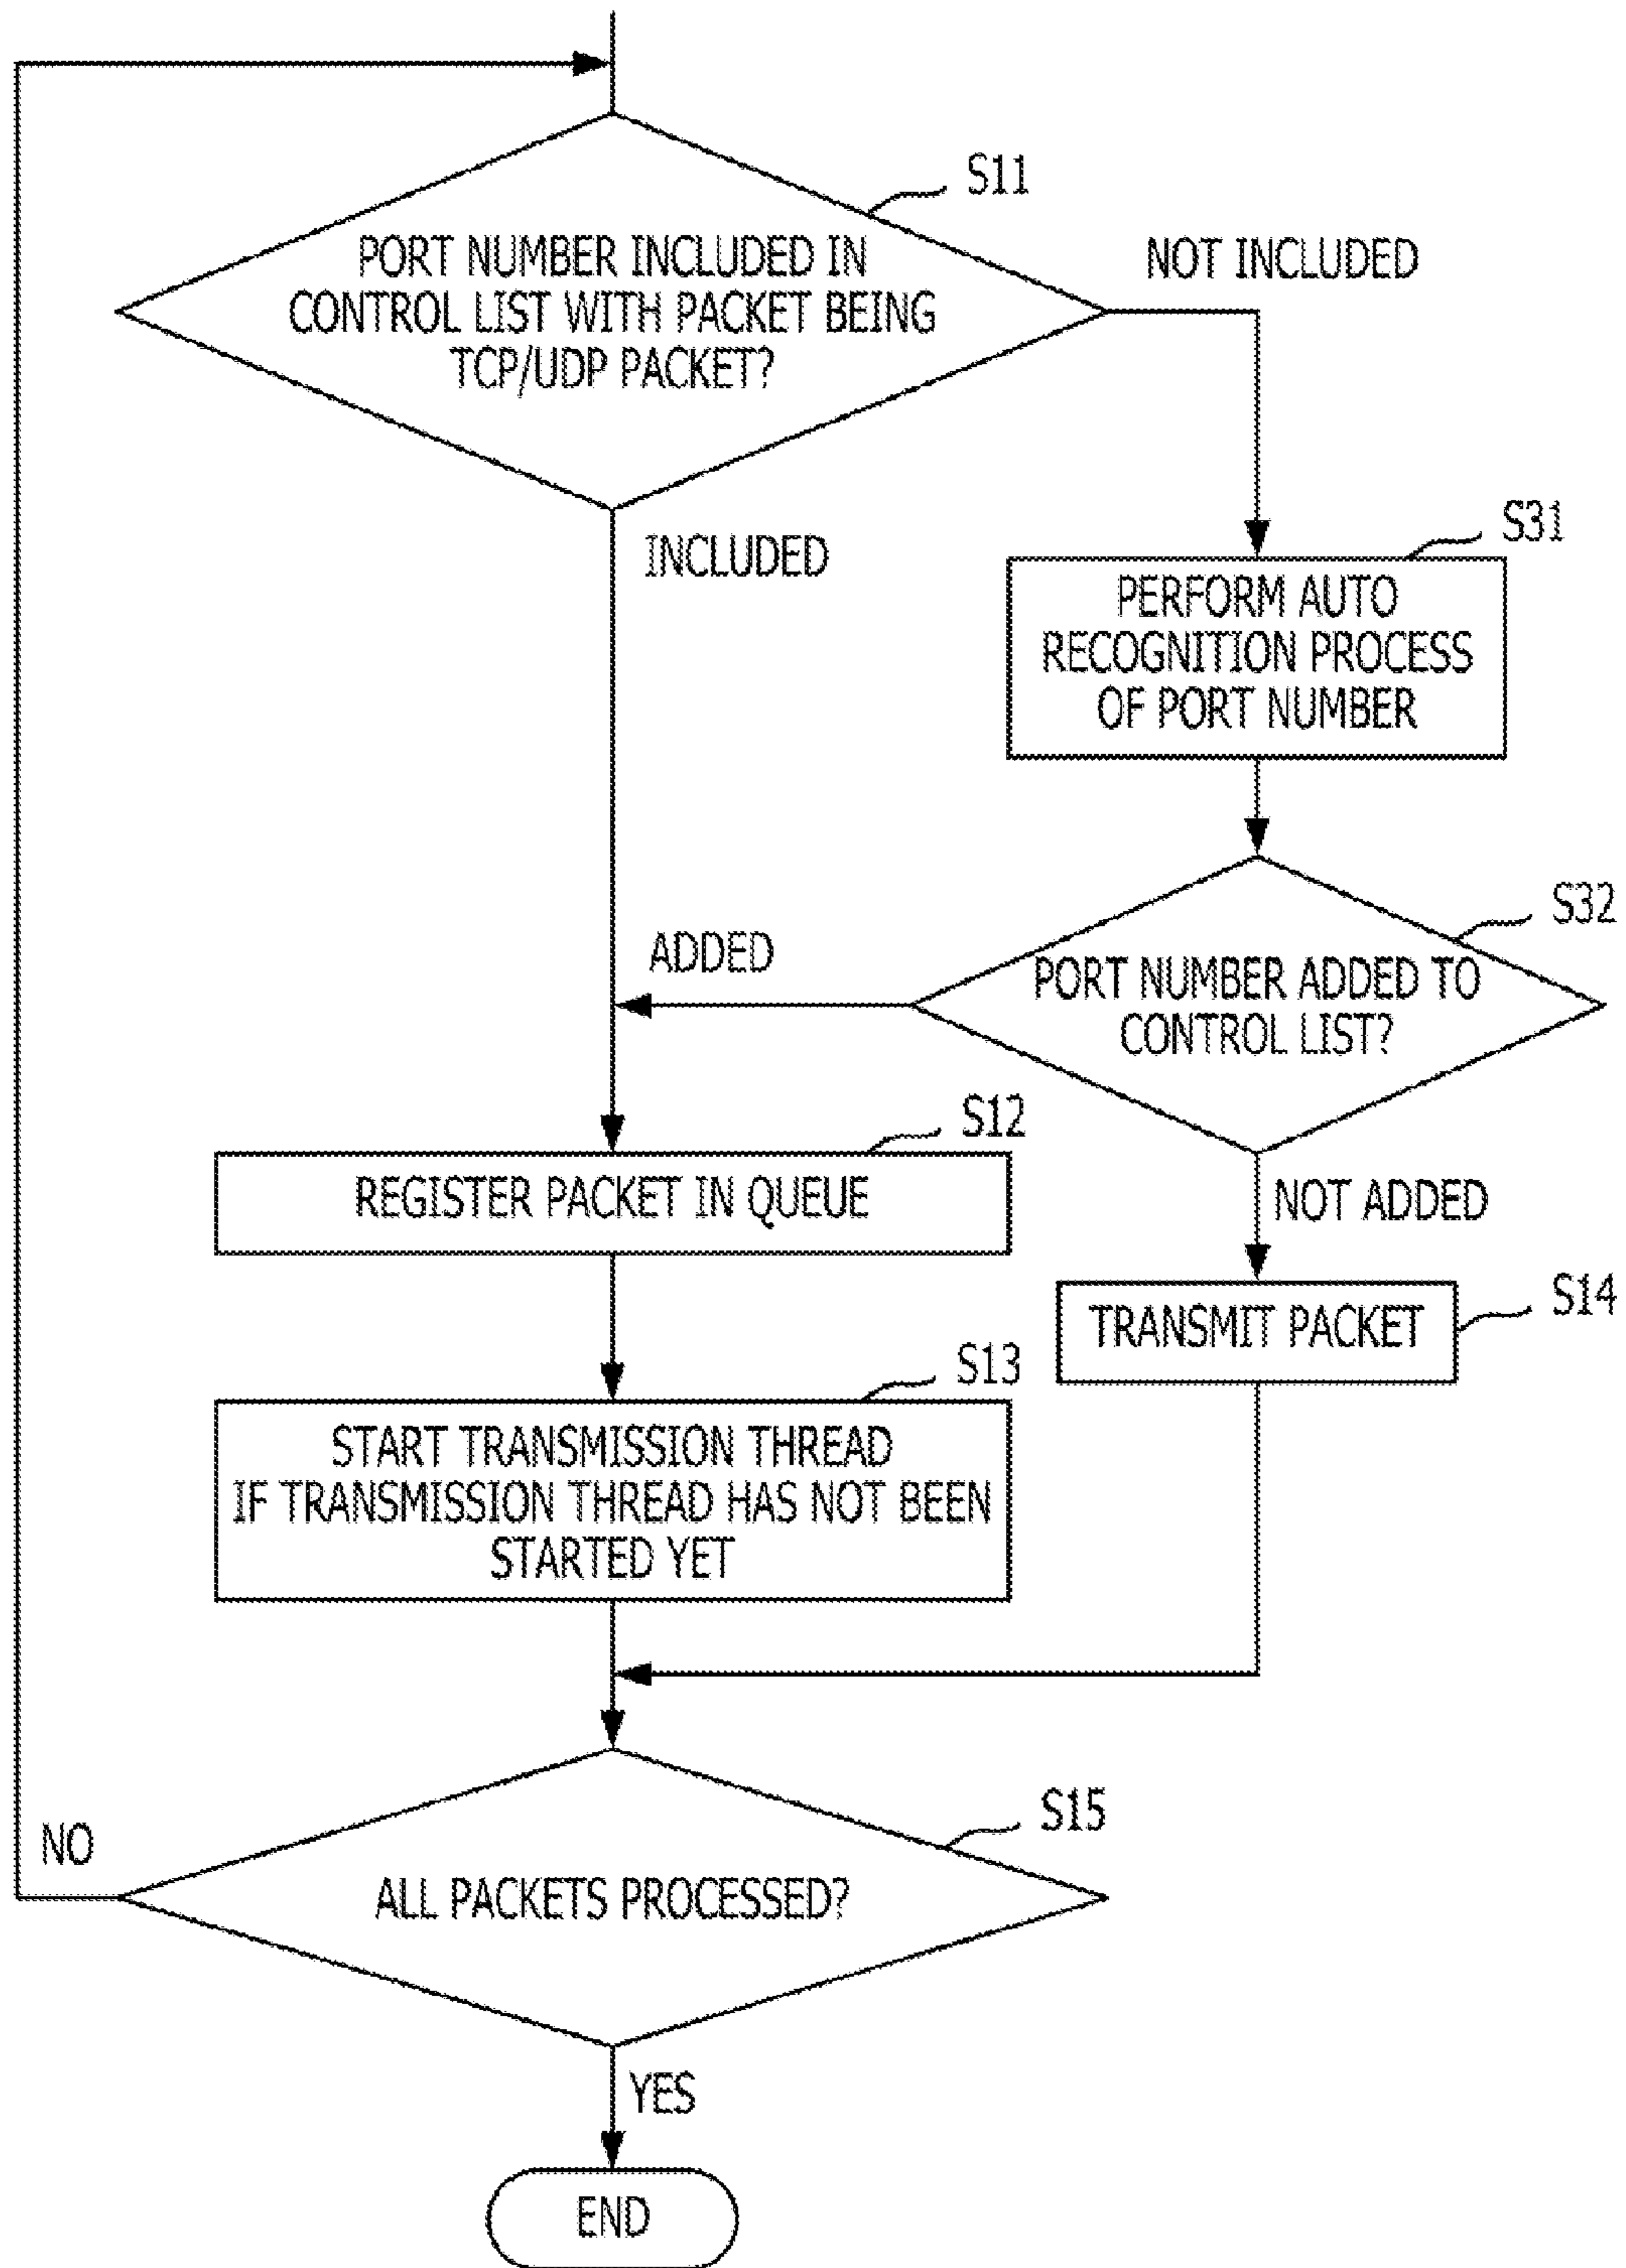 S11
PORT NUMBER INCLUDED IN
CONTROL LIST WITH PACKET BEING
TCP/UDP PACKET?
NOT INCLUDED
INCLUDED
S31
PERFORM AUTO
RECOGNITION PROCESS
OF PORT NUMBER
S32
PORT NUMBER ADDED TO
CONTROL LIST?
ADDED
NOT ADDED
S12
REGISTER PACKET IN QUEUE
S14
TRANSMIT PACKET
S13
START TRANSMISSION THREAD
IF TRANSMISSION THREAD HAS NOT BEEN
STARTED YET
S15
ALL PACKETS PROCESSED?
NO
YES
END